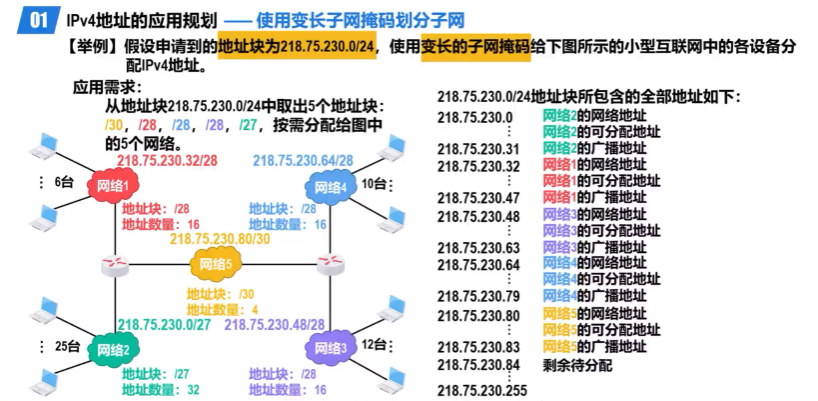 01 IPv4地址的应用规划 —— 使用变长子网掩码划分子网
【举例】假设申请到的地址块为218.75.230.0/24，使用变长的子网掩码给下图所示的小型互联网中的各设备分
配IPv4地址。
应用需求：
从地址块218.75.230.0/24中取出5个地址块：
/30，/28，/28，/28，/27，按需分配给图中
的5个网络。
218.75.230.32/28
218.75.230.64/28
6台
网络1
网络4
10台
地址块：/28
地址数量：16
地址块：/28
地址数量：16
218.75.230.80/30
网络5
地址块：/30
地址数量：4
218.75.230.0/27
218.75.230.48/28
25台
网络2
网络3
12台
地址块：/27
地址数量：32
地址块：/28
地址数量：16
218.75.230.0/24地址块所包含的全部地址如下：
218.75.230.0 网络2的网络地址
⋮ 网络2的可分配地址
218.75.230.31 网络2的广播地址
218.75.230.32 网络1的网络地址
⋮ 网络1的可分配地址
218.75.230.47 网络1的广播地址
218.75.230.48 网络3的网络地址
⋮ 网络3的可分配地址
218.75.230.63 网络3的广播地址
218.75.230.64 网络4的网络地址
⋮ 网络4的可分配地址
218.75.230.79 网络4的广播地址
218.75.230.80 网络5的网络地址
⋮ 网络5的可分配地址
218.75.230.83 网络5的广播地址
218.75.230.84 剩余待分配
⋮
218.75.230.255